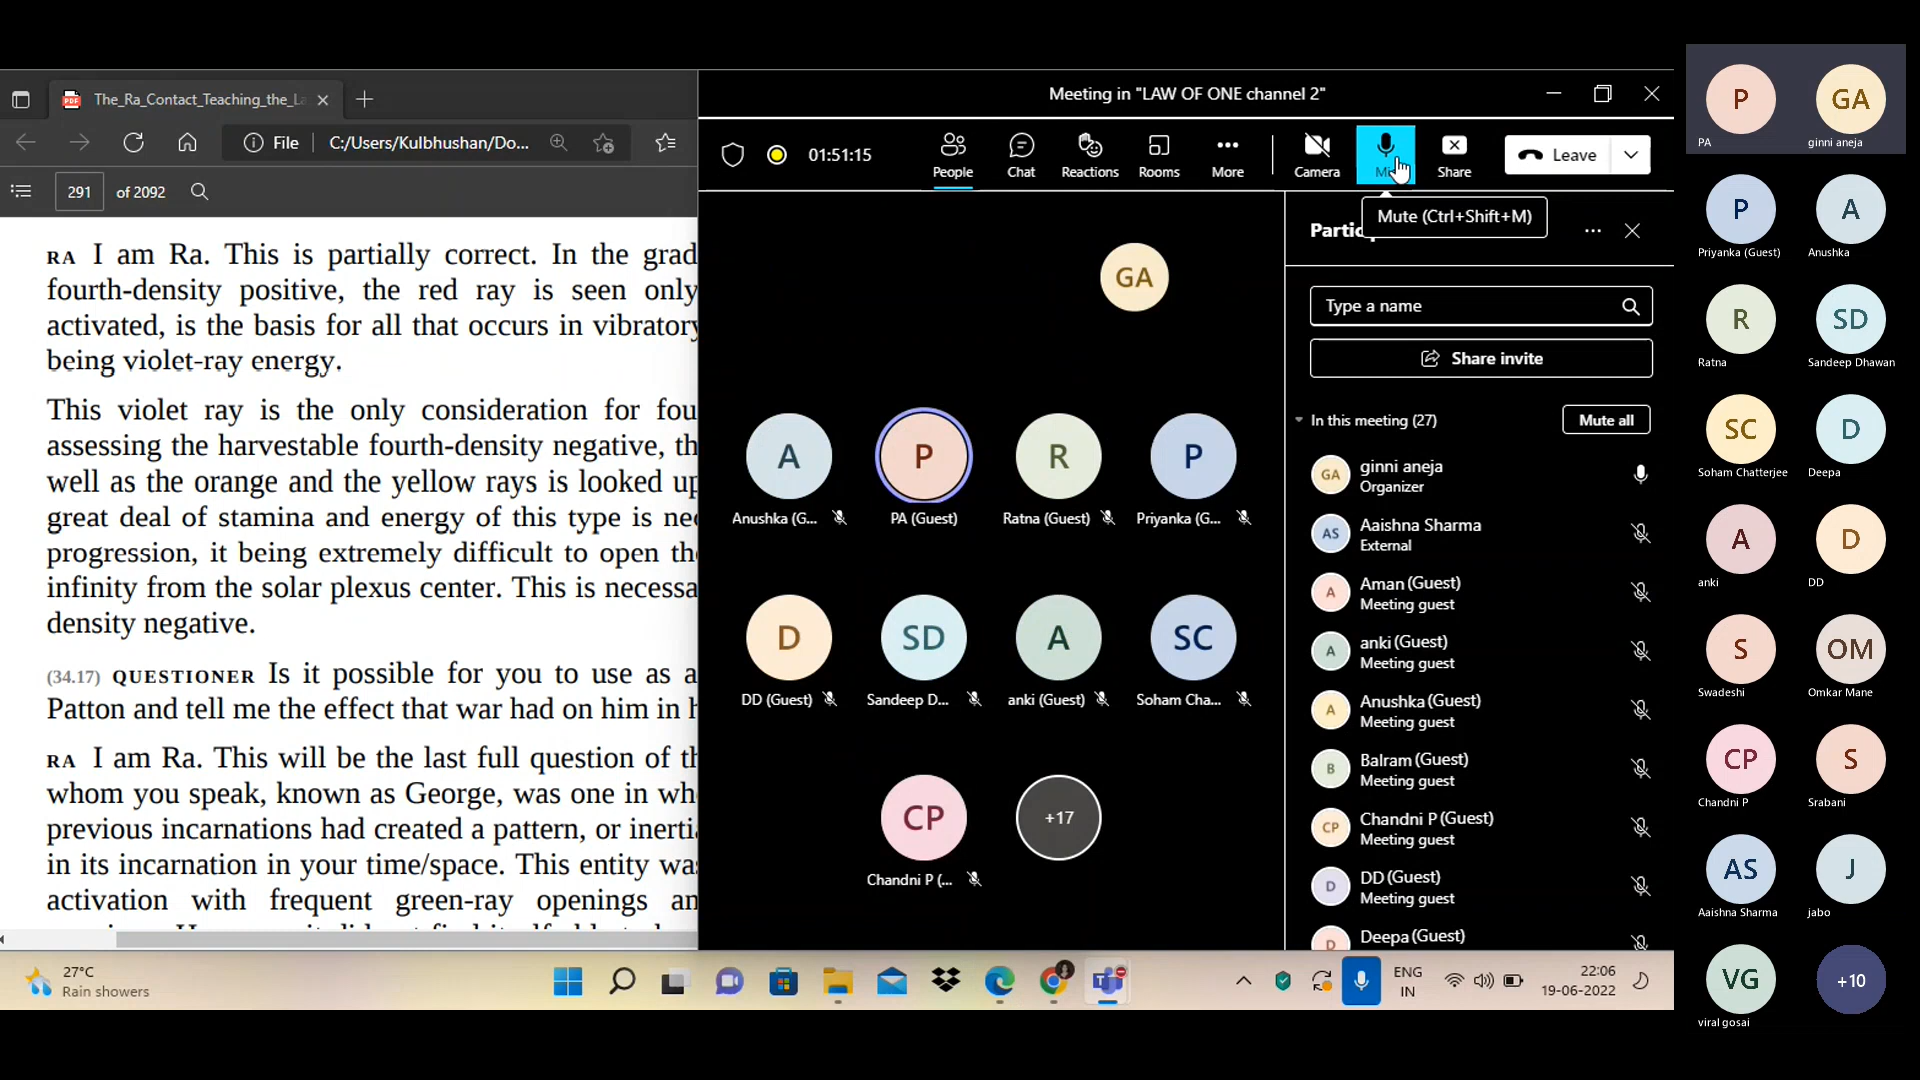 The_Ra_Contact_Teaching_the_La
File
C:/Users/Kulbhushan/Do...
291 of 2092
RA I am Ra. This is partially correct. In the grad
fourth-density positive, the red ray is seen only
activated, is the basis for all that occurs in vibratory
being violet-ray energy.
This violet ray is the only consideration for fou
assessing the harvestable fourth-density negative, th
well as the orange and the yellow rays is looked up
great deal of stamina and energy of this type is nec
progression, it being extremely difficult to open the
infinity from the solar plexus center. This is necessa
density negative.
(34.17) QUESTIONER Is it possible for you to use as a
Patton and tell me the effect that war had on him in h
RA I am Ra. This will be the last full question of th
whom you speak, known as George, was one in whc
previous incarnations had created a pattern, or inertia
in its incarnation in your time/space. This entity was
activation with frequent green-ray openings an
Meeting in "LAW OF ONE channel 2"
01:51:15
People
Chat
Reactions
Rooms
More
Camera
Share
Leave
Mute (Ctrl+Shift+M)
GA
A
Anushka (G...
P
PA (Guest)
R
Ratna (Guest)
P
Priyanka (G...
D
DD (Guest)
SD
Sandeep D...
A
anki (Guest)
SC
Soham Cha...
CP
Chandni P (...
+17
Partic
Type a name
Share invite
In this meeting (27)
Mute all
GA
ginni aneja
Organizer
AS
Aaishna Sharma
External
A
Aman (Guest)
Meeting guest
A
anki (Guest)
Meeting guest
A
Anushka (Guest)
Meeting guest
B
Balram (Guest)
Meeting guest
CP
Chandni P (Guest)
Meeting guest
D
DD (Guest)
Meeting guest
D
Deepa (Guest)
27°C
Rain showers
ENG
IN
22:06
19-06-2022
P
PA
GA
ginni aneja
P
Priyanka (Guest)
A
Anushka
R
Ratna
SD
Sandeep Dhawan
SC
Soham Chatterjee
D
Deepa
A
anki
D
DD
S
Swadeshi
OM
Omkar Mane
CP
Chandni P
S
Srabani
AS
Aaishna Sharma
J
jabo
VG
viral gosai
+10